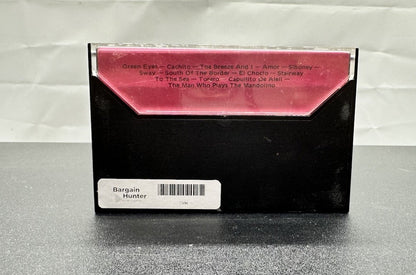 Green Eyes — Cachito — The Breeze And I — Amor — Siboney —
Sway — South Of The Border — El Choclo — Stairway
To The Sea — Torero — Capullito De Aleli —
The Man Who Plays The Mandolino
Bargain
Hunter